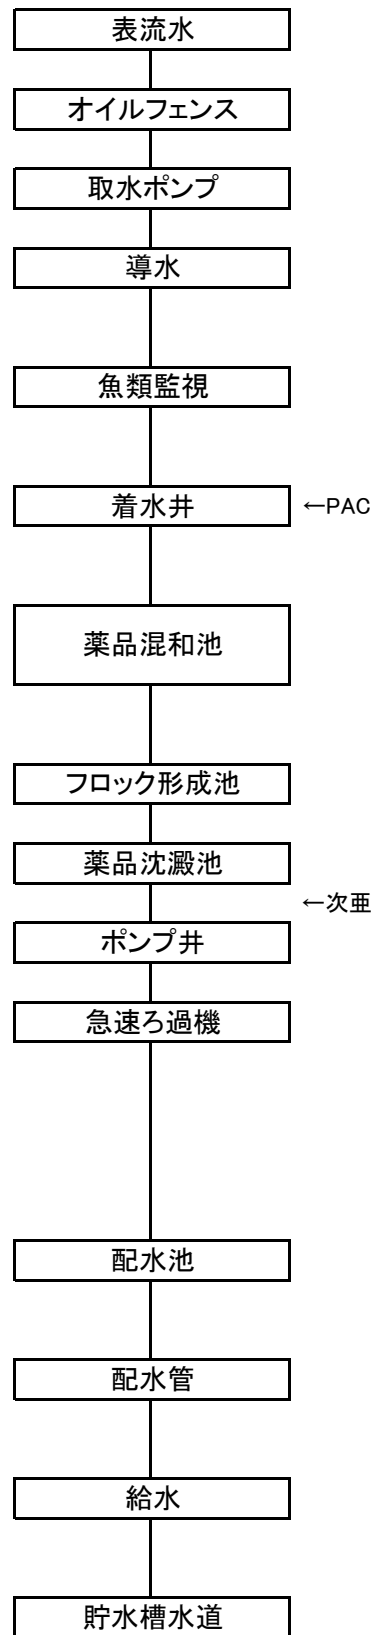 表流水
オイルフェンス
取水ポンプ
導水
魚類監視
着水井
←PAC
薬品混和池
フロック形成池
薬品沈澱池
←次亜
ポンプ井
急速ろ過機
配水池
配水管
給水
貯水槽水道